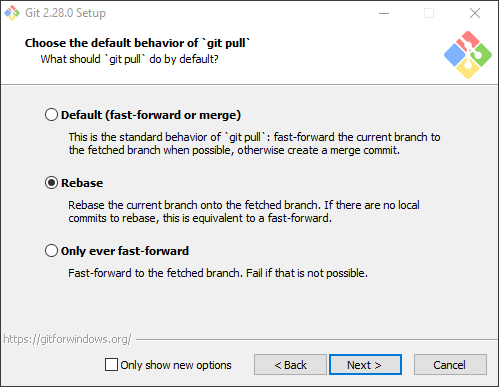 Git 2.28.0 Setup
Choose the default behavior of `git pull`
What should `git pull` do by default?
Default (fast-forward or merge)
This is the standard behavior of `git pull`: fast-forward the current branch to
the fetched branch when possible, otherwise create a merge commit.
Rebase
Rebase the current branch onto the fetched branch. If there are no local
commits to rebase, this is equivalent to a fast-forward.
Only ever fast-forward
Fast-forward to the fetched branch. Fail if that is not possible.
https://gitforwindows.org/
Only show new options
< Back
Next >
Cancel